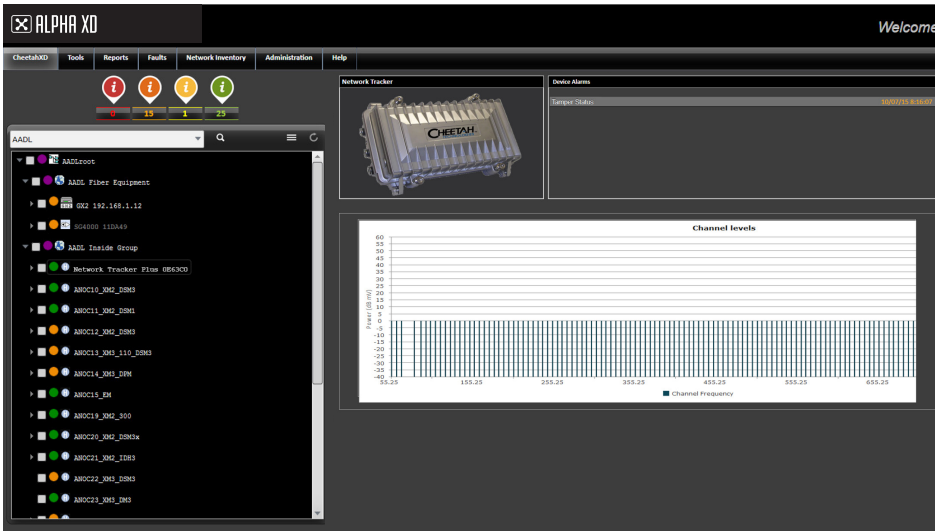 ALPHA XD
Welcome
CheetahXD Tools Reports Faults Network Inventory Administration Help
0 15 1 25
AADL
AADLroot
AADL Fiber Equipment
GX2 192.168.1.12
SG4000 11DA49
AADL Inside Group
Network Tracker Plus 0E63C0
ANOC10_XM2_DSM3
ANOC11_XM2_DSM1
ANOC12_XM2_DSM3
ANOC13_XM3_110_DSM3
ANOC14_XM3_DPM
ANOC15_EM
ANOC19_XM2_300
ANOC20_XM2_DSM3x
ANOC21_XM2_IDH3
ANOC22_XM3_DSM3
ANOC23_XM3_DM3
Network Tracker
CHEETAH
Device Alarms
Tamper Status 10/07/15 8:16:07
Channel levels
Power (dB mV)
60
55
50
45
40
35
30
25
20
15
10
5
0
-5
-10
-15
-20
-25
-30
-35
-40
55.25 155.25 255.25 355.25 455.25 555.25 655.25
Channel Frequency